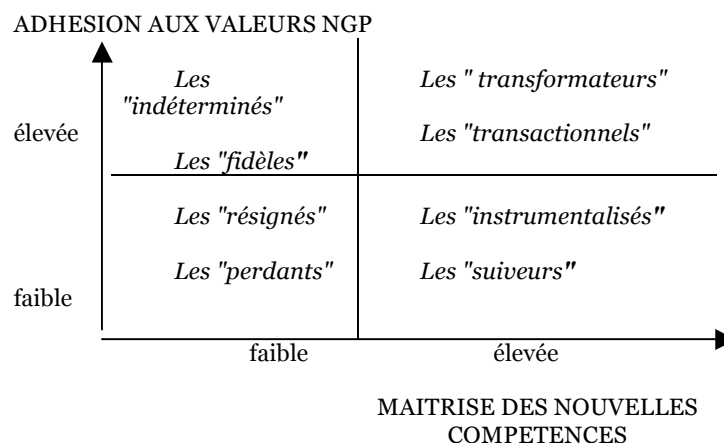 ADHESION AUX VALEURS NGP
Les
"indéterminés"
Les " transformateurs"
élevée
Les "transactionnels"
Les "fidèles"
Les "résignés"
Les "instrumentalisés"
Les "perdants"
Les "suiveurs"
faible
faible
élevée
MAITRISE DES NOUVELLES
COMPETENCES